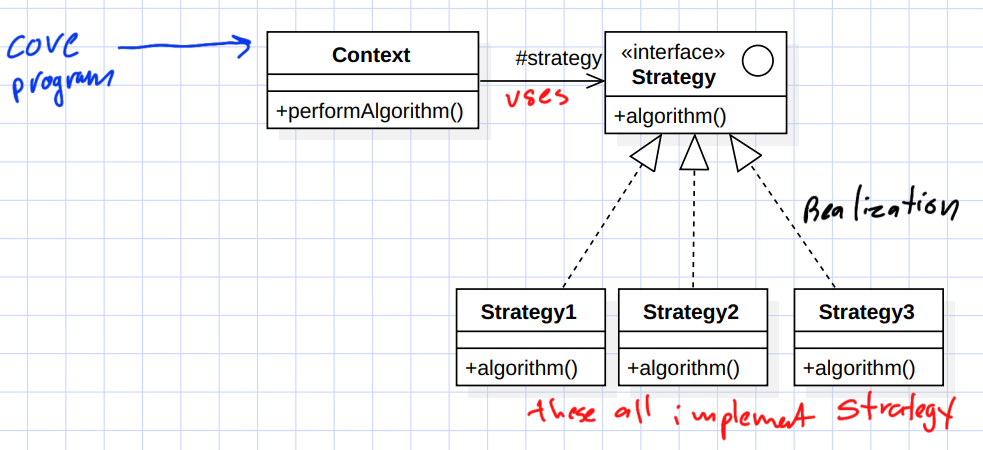 core
program
Context
+performAlgorithm()
#strategy
uses
«interface»
Strategy
+algorithm()
Realization
Strategy1
+algorithm()
Strategy2
+algorithm()
Strategy3
+algorithm()
these all implement Strategy